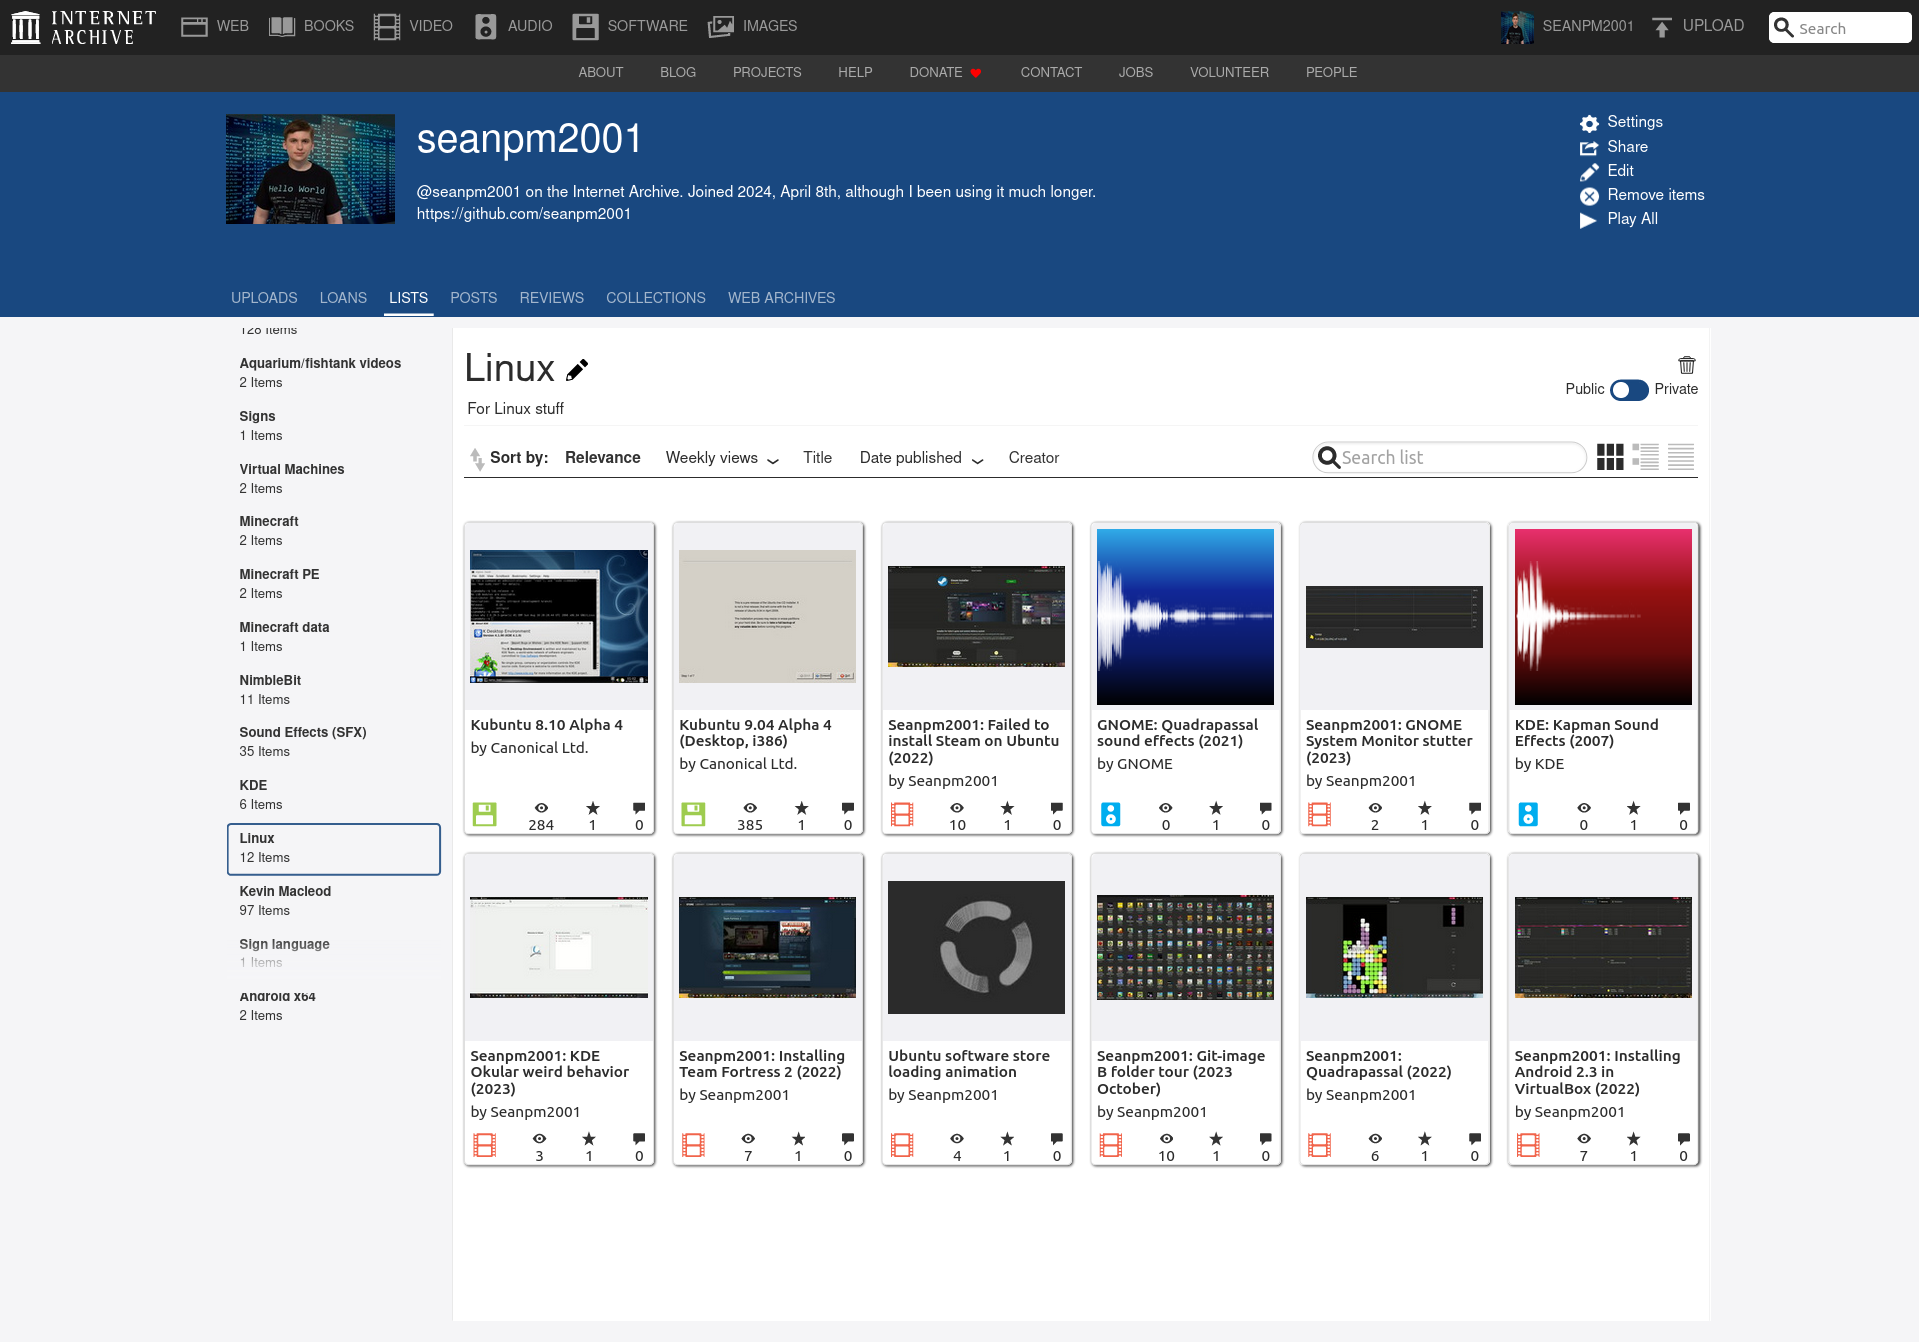 INTERNET ARCHIVE
WEB BOOKS VIDEO AUDIO SOFTWARE IMAGES
SEANPM2001 UPLOAD Search
ABOUT BLOG PROJECTS HELP DONATE CONTACT JOBS VOLUNTEER PEOPLE
Hello World
seanpm2001
@seanpm2001 on the Internet Archive. Joined 2024, April 8th, although I been using it much longer.
https://github.com/seanpm2001
Settings
Share
Edit
Remove items
Play All
UPLOADS LOANS LISTS POSTS REVIEWS COLLECTIONS WEB ARCHIVES
128 Items
Aquarium/fishtank videos
2 Items
Signs
1 Items
Virtual Machines
2 Items
Minecraft
2 Items
Minecraft PE
2 Items
Minecraft data
1 Items
NimbleBit
11 Items
Sound Effects (SFX)
35 Items
KDE
6 Items
Linux
12 Items
Kevin Macleod
97 Items
Sign language
1 Items
Android x64
2 Items
Linux
For Linux stuff
Public Private
Sort by: Relevance Weekly views Title Date published Creator
Search list
Kubuntu 8.10 Alpha 4
by Canonical Ltd.
284 1 0
Kubuntu 9.04 Alpha 4
(Desktop, i386)
by Canonical Ltd.
385 1 0
Seanpm2001: Failed to
install Steam on Ubuntu
(2022)
by Seanpm2001
10 1 0
GNOME: Quadrapassal
sound effects (2021)
by GNOME
0 1 0
Seanpm2001: GNOME
System Monitor stutter
(2023)
by Seanpm2001
2 1 0
KDE: Kapman Sound
Effects (2007)
by KDE
0 1 0
Seanpm2001: KDE
Okular weird behavior
(2023)
by Seanpm2001
3 1 0
Seanpm2001: Installing
Team Fortress 2 (2022)
by Seanpm2001
7 1 0
Ubuntu software store
loading animation
by Seanpm2001
4 1 0
Seanpm2001: Git-image
B folder tour (2023
October)
by Seanpm2001
10 1 0
Seanpm2001:
Quadrapassal (2022)
by Seanpm2001
6 1 0
Seanpm2001: Installing
Android 2.3 in
VirtualBox (2022)
by Seanpm2001
7 1 0